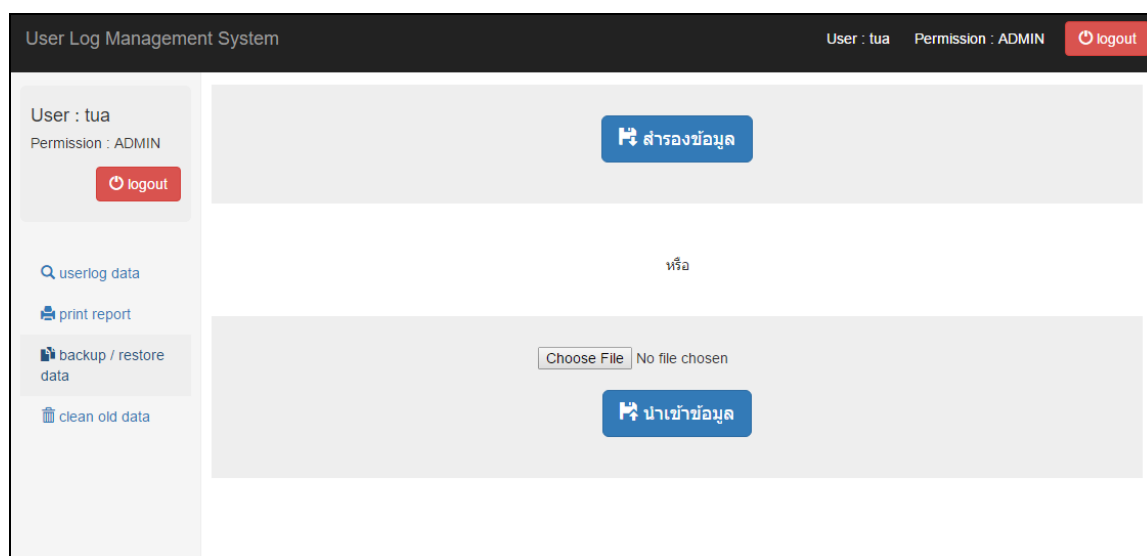 User Log Management System
User : tua Permission : ADMIN logout
User : tua
Permission : ADMIN
logout
userlog data
print report
backup / restore
data
clean old data
สำรองข้อมูล
หรือ
Choose File No file chosen
นำเข้าข้อมูล